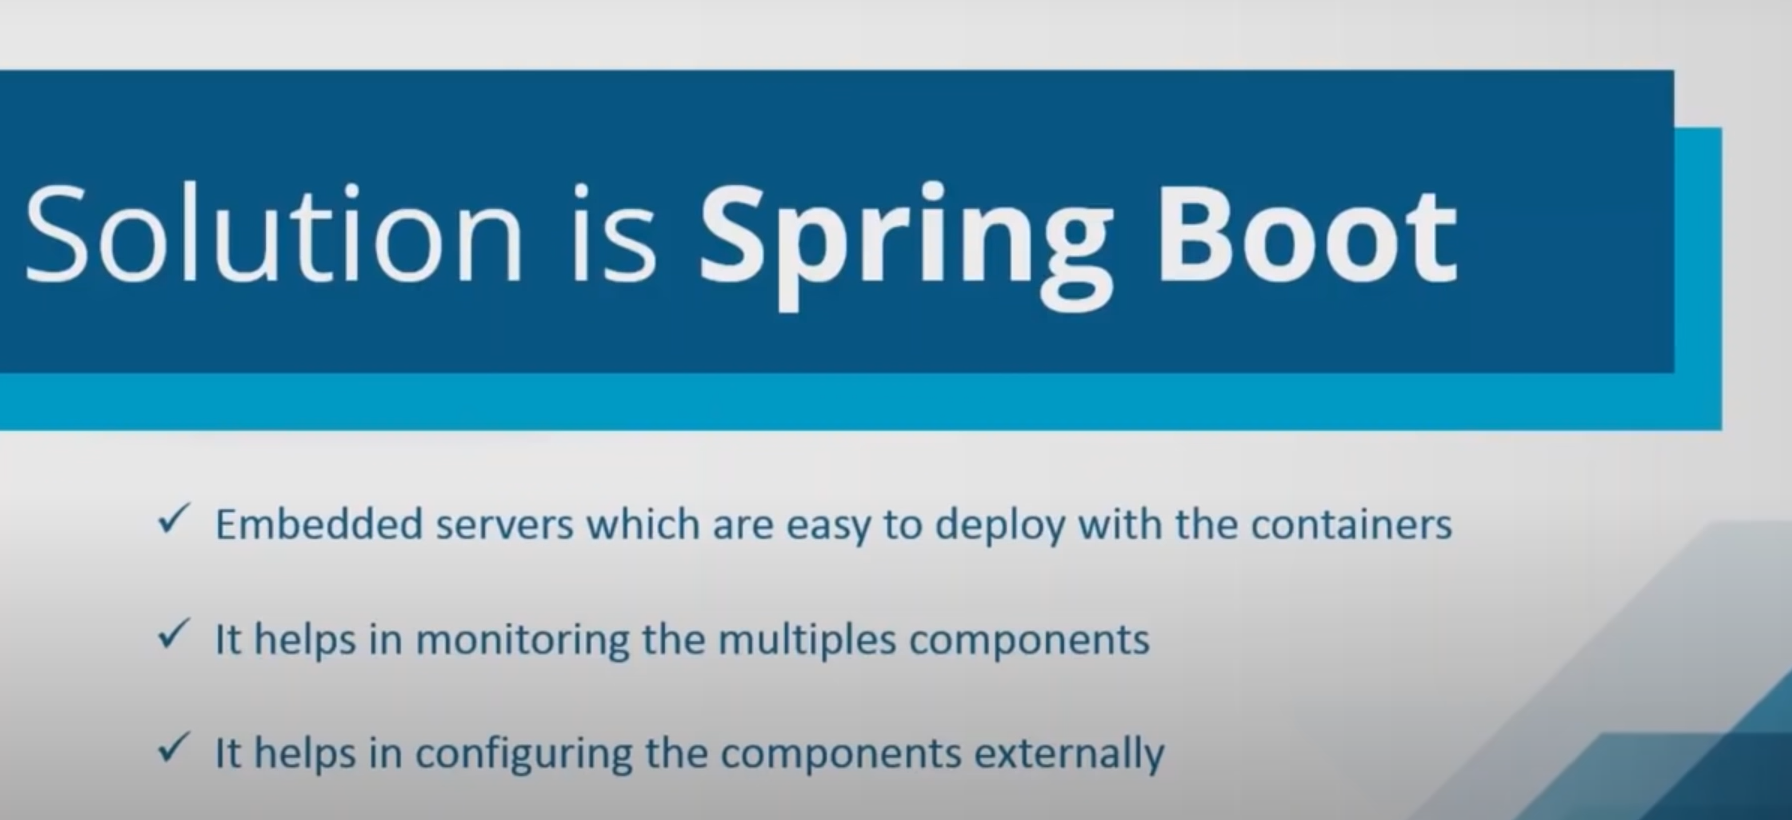 Solution is Spring Boot
✓ Embedded servers which are easy to deploy with the containers
✓ It helps in monitoring the multiples components
✓ It helps in configuring the components externally